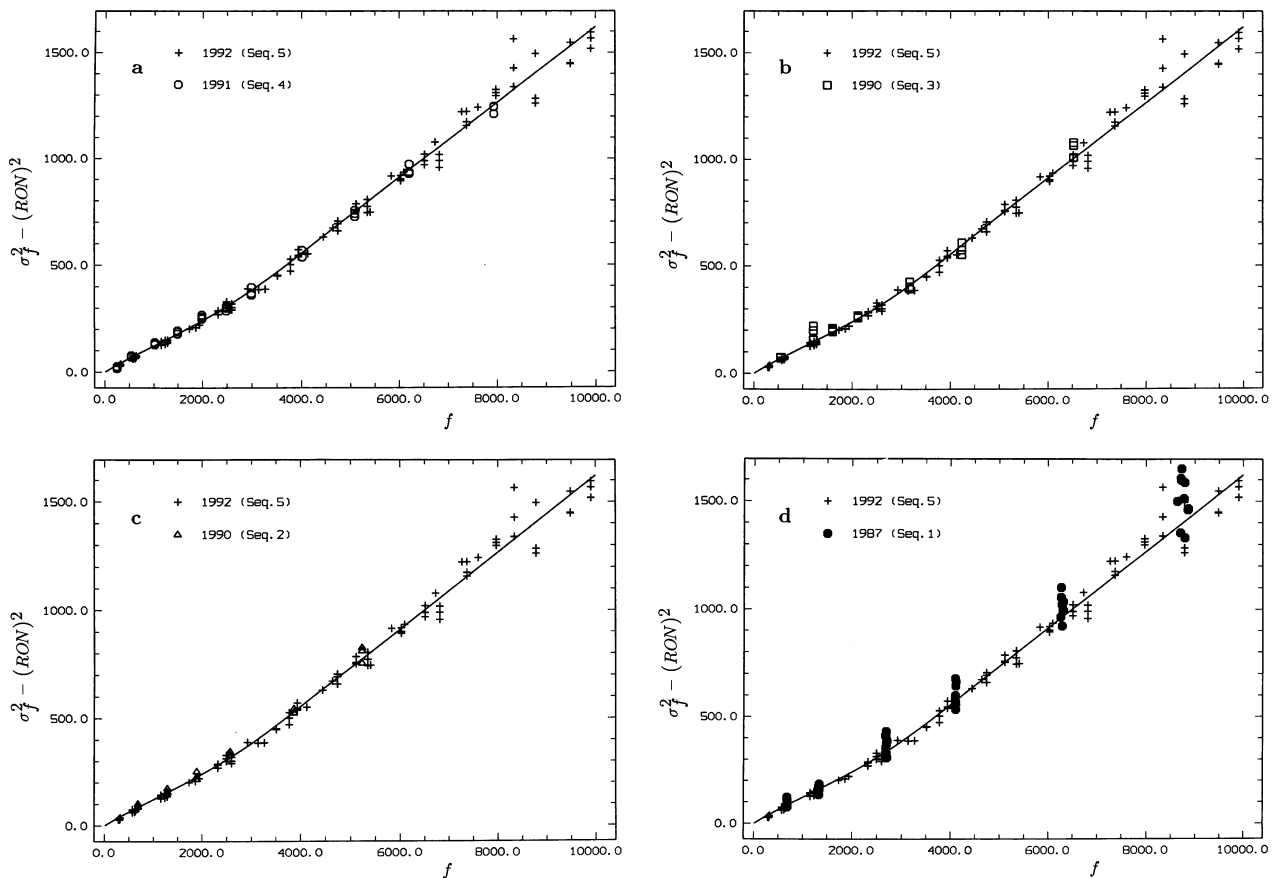 a
+ 1992 (Seq.5)
○ 1991 (Seq.4)
1500.0
1000.0
500.0
0.0
σ_f^2 − (RON)^2
0.0 2000.0 4000.0 6000.0 8000.0 10000.0
f
b
+ 1992 (Seq.5)
□ 1990 (Seq.3)
1500.0
1000.0
500.0
0.0
σ_f^2 − (RON)^2
0.0 2000.0 4000.0 6000.0 8000.0 10000.0
f
c
+ 1992 (Seq.5)
△ 1990 (Seq.2)
1500.0
1000.0
500.0
0.0
σ_f^2 − (RON)^2
0.0 2000.0 4000.0 6000.0 8000.0 10000.0
f
d
+ 1992 (Seq.5)
● 1987 (Seq.1)
1500.0
1000.0
500.0
0.0
σ_f^2 − (RON)^2
0.0 2000.0 4000.0 6000.0 8000.0 10000.0
f